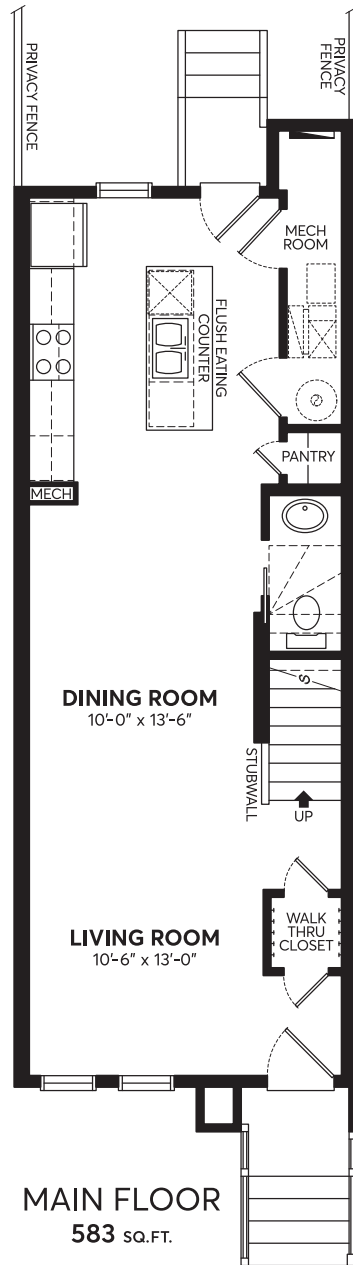 PRIVACY FENCE
PRIVACY
FENCE
MECH
ROOM
FLUSH EATING
COUNTER
PANTRY
MECH
DINING ROOM
10'-0" x 13'-6"
S
STUBWALL
UP
WALK
THRU
CLOSET
LIVING ROOM
10'-6" x 13'-0"
MAIN FLOOR
583 SQ.FT.